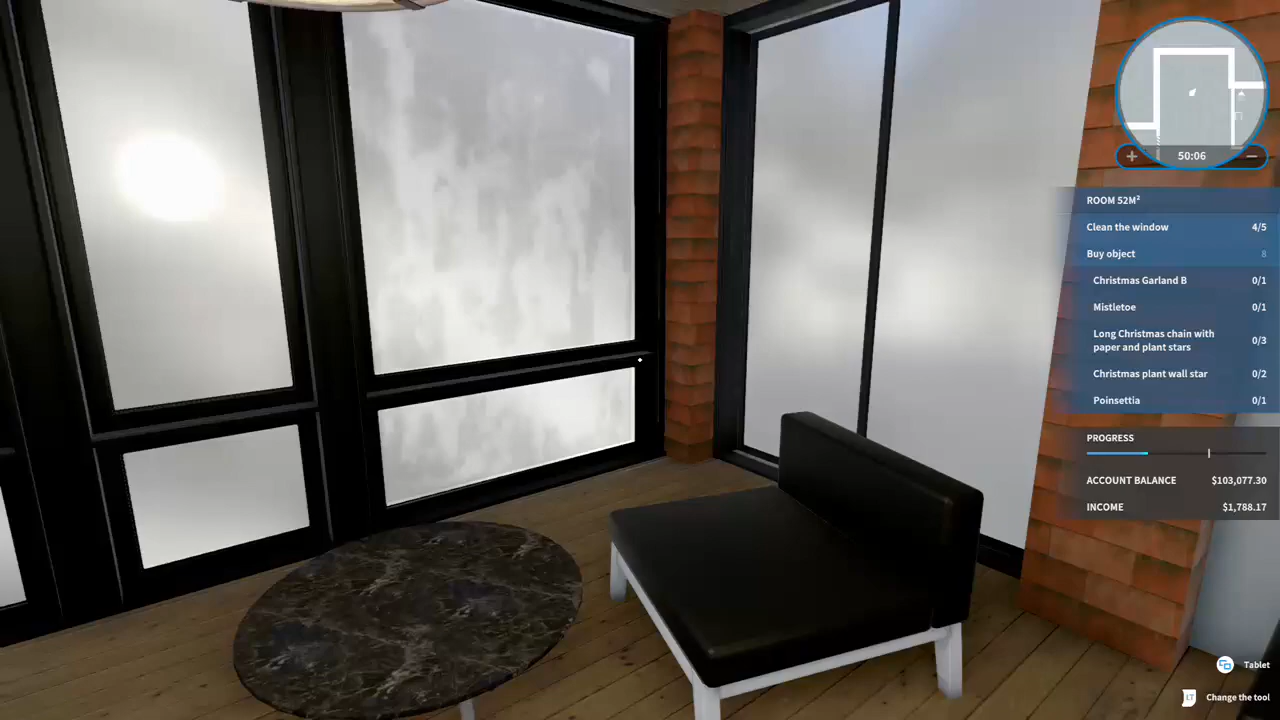 50:06
ROOM 52M²
Clean the window 4/5
Buy object 8
Christmas Garland B 0/1
Mistletoe 0/1
Long Christmas chain with
paper and plant stars 0/3
Christmas plant wall star 0/2
Poinsettia 0/1
PROGRESS
ACCOUNT BALANCE $103,077.30
INCOME $1,788.17
Tablet
LT Change the tool